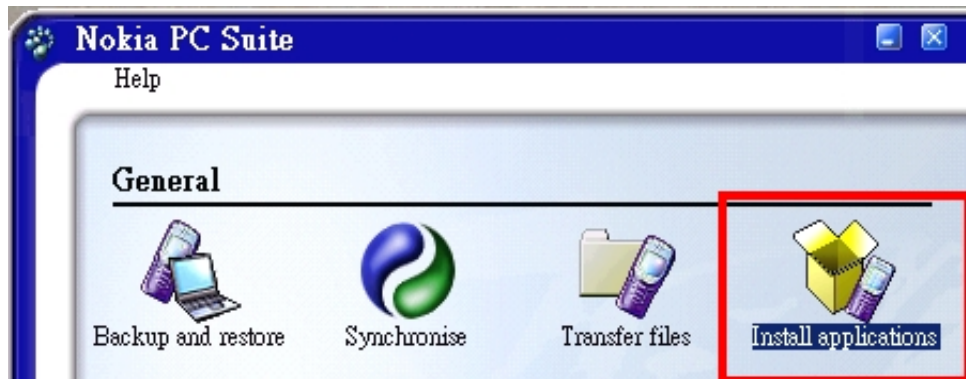 Nokia PC Suite
Help
General
Backup and restore
Synchronise
Transfer files
Install applications